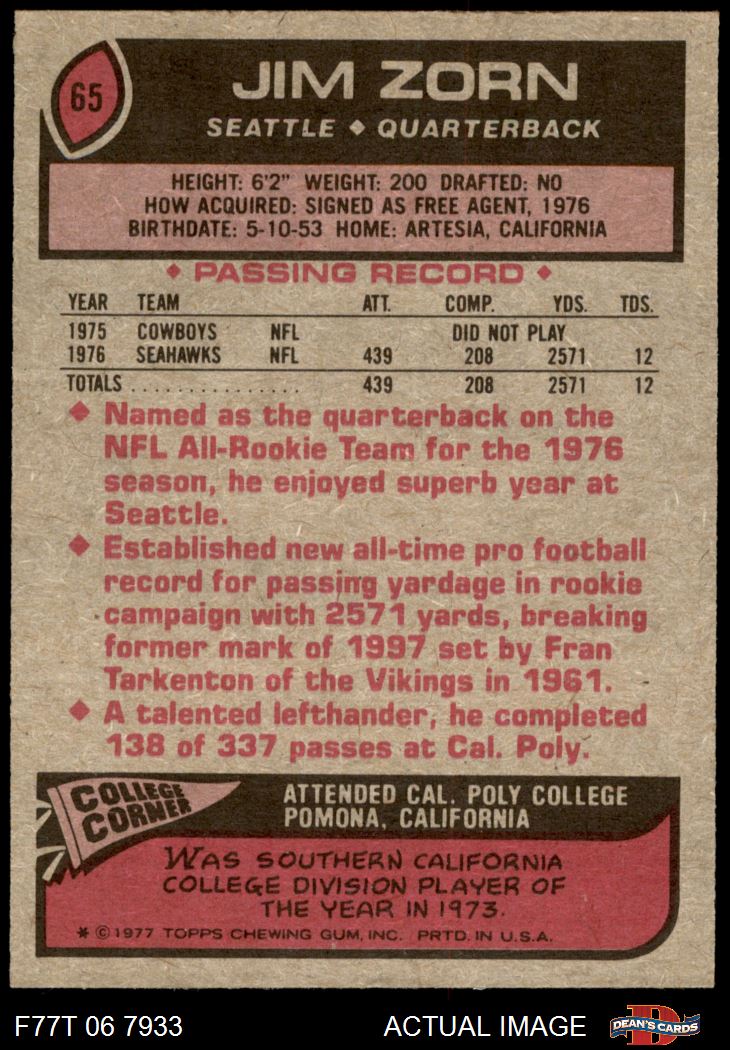 65
JIM ZORN
SEATTLE ◆ QUARTERBACK
HEIGHT: 6'2" WEIGHT: 200 DRAFTED: NO
HOW ACQUIRED: SIGNED AS FREE AGENT, 1976
BIRTHDATE: 5-10-53 HOME: ARTESIA, CALIFORNIA
◆ PASSING RECORD ◆
YEAR TEAM ATT. COMP. YDS. TDS.
1975 COWBOYS NFL DID NOT PLAY
1976 SEAHAWKS NFL 439 208 2571 12
TOTALS . . . . . . . . . . . . . . . . 439 208 2571 12
◆ Named as the quarterback on the
NFL All-Rookie Team for the 1976
season, he enjoyed superb year at
Seattle.
◆ Established new all-time pro football
record for passing yardage in rookie
campaign with 2571 yards, breaking
former mark of 1997 set by Fran
Tarkenton of the Vikings in 1961.
◆ A talented lefthander, he completed
138 of 337 passes at Cal. Poly.
COLLEGE
CORNER
ATTENDED CAL. POLY COLLEGE
POMONA, CALIFORNIA
WAS SOUTHERN CALIFORNIA
COLLEGE DIVISION PLAYER OF
THE YEAR IN 1973.
* © 1977 TOPPS CHEWING GUM, INC. PRTD. IN U.S.A.
F77T 06 7933 ACTUAL IMAGE
D
DEAN'S CARDS